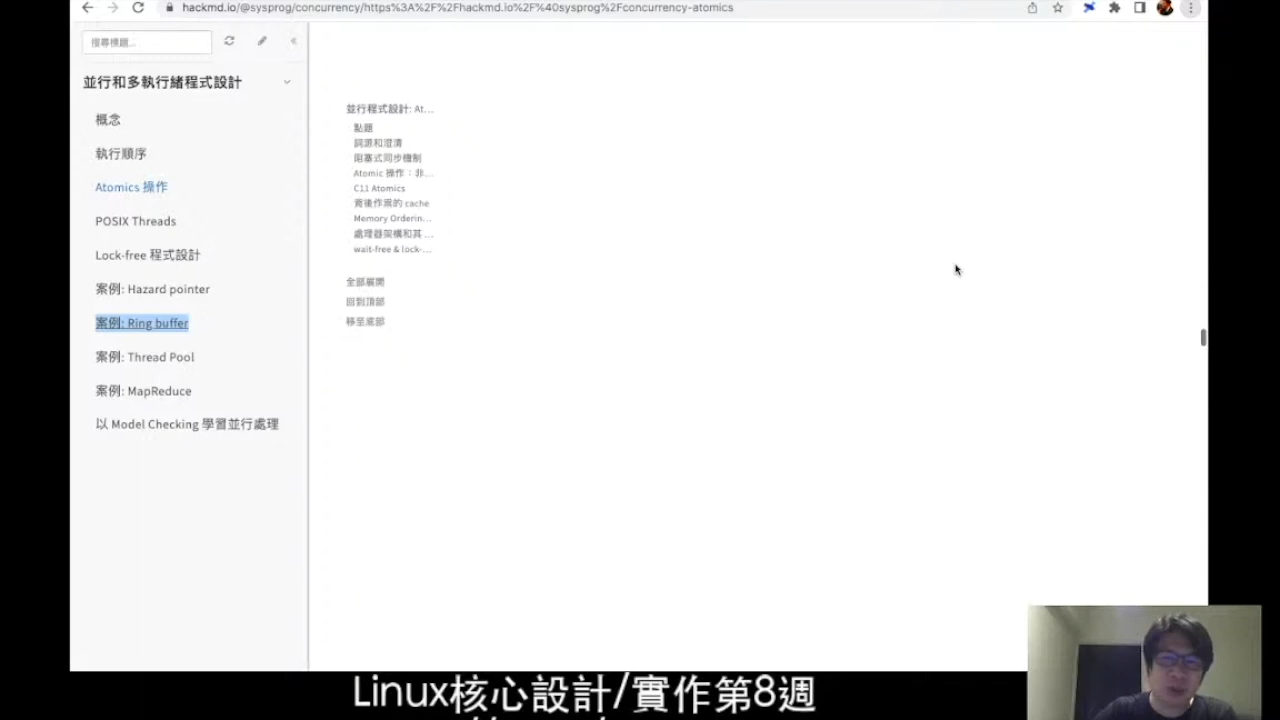 hackmd.io/@sysprog/concurrency/https%3A%2F%2Fhackmd.io%2F%40sysprog%2Fconcurrency-atomics
搜尋標題...
並行和多執行緒程式設計
概念
執行順序
Atomics 操作
POSIX Threads
Lock-free 程式設計
案例: Hazard pointer
案例: Ring buffer
案例: Thread Pool
案例: MapReduce
以 Model Checking 學習並行處理
並行程式設計: At...
點題
詞源和澄清
阻塞式同步機制
Atomic 操作：非...
C11 Atomics
背後作祟的 cache
Memory Orderin...
處理器架構和其 ...
wait-free & lock-...
全部展開
回到頂部
移至底部
Linux核心設計/實作第8週